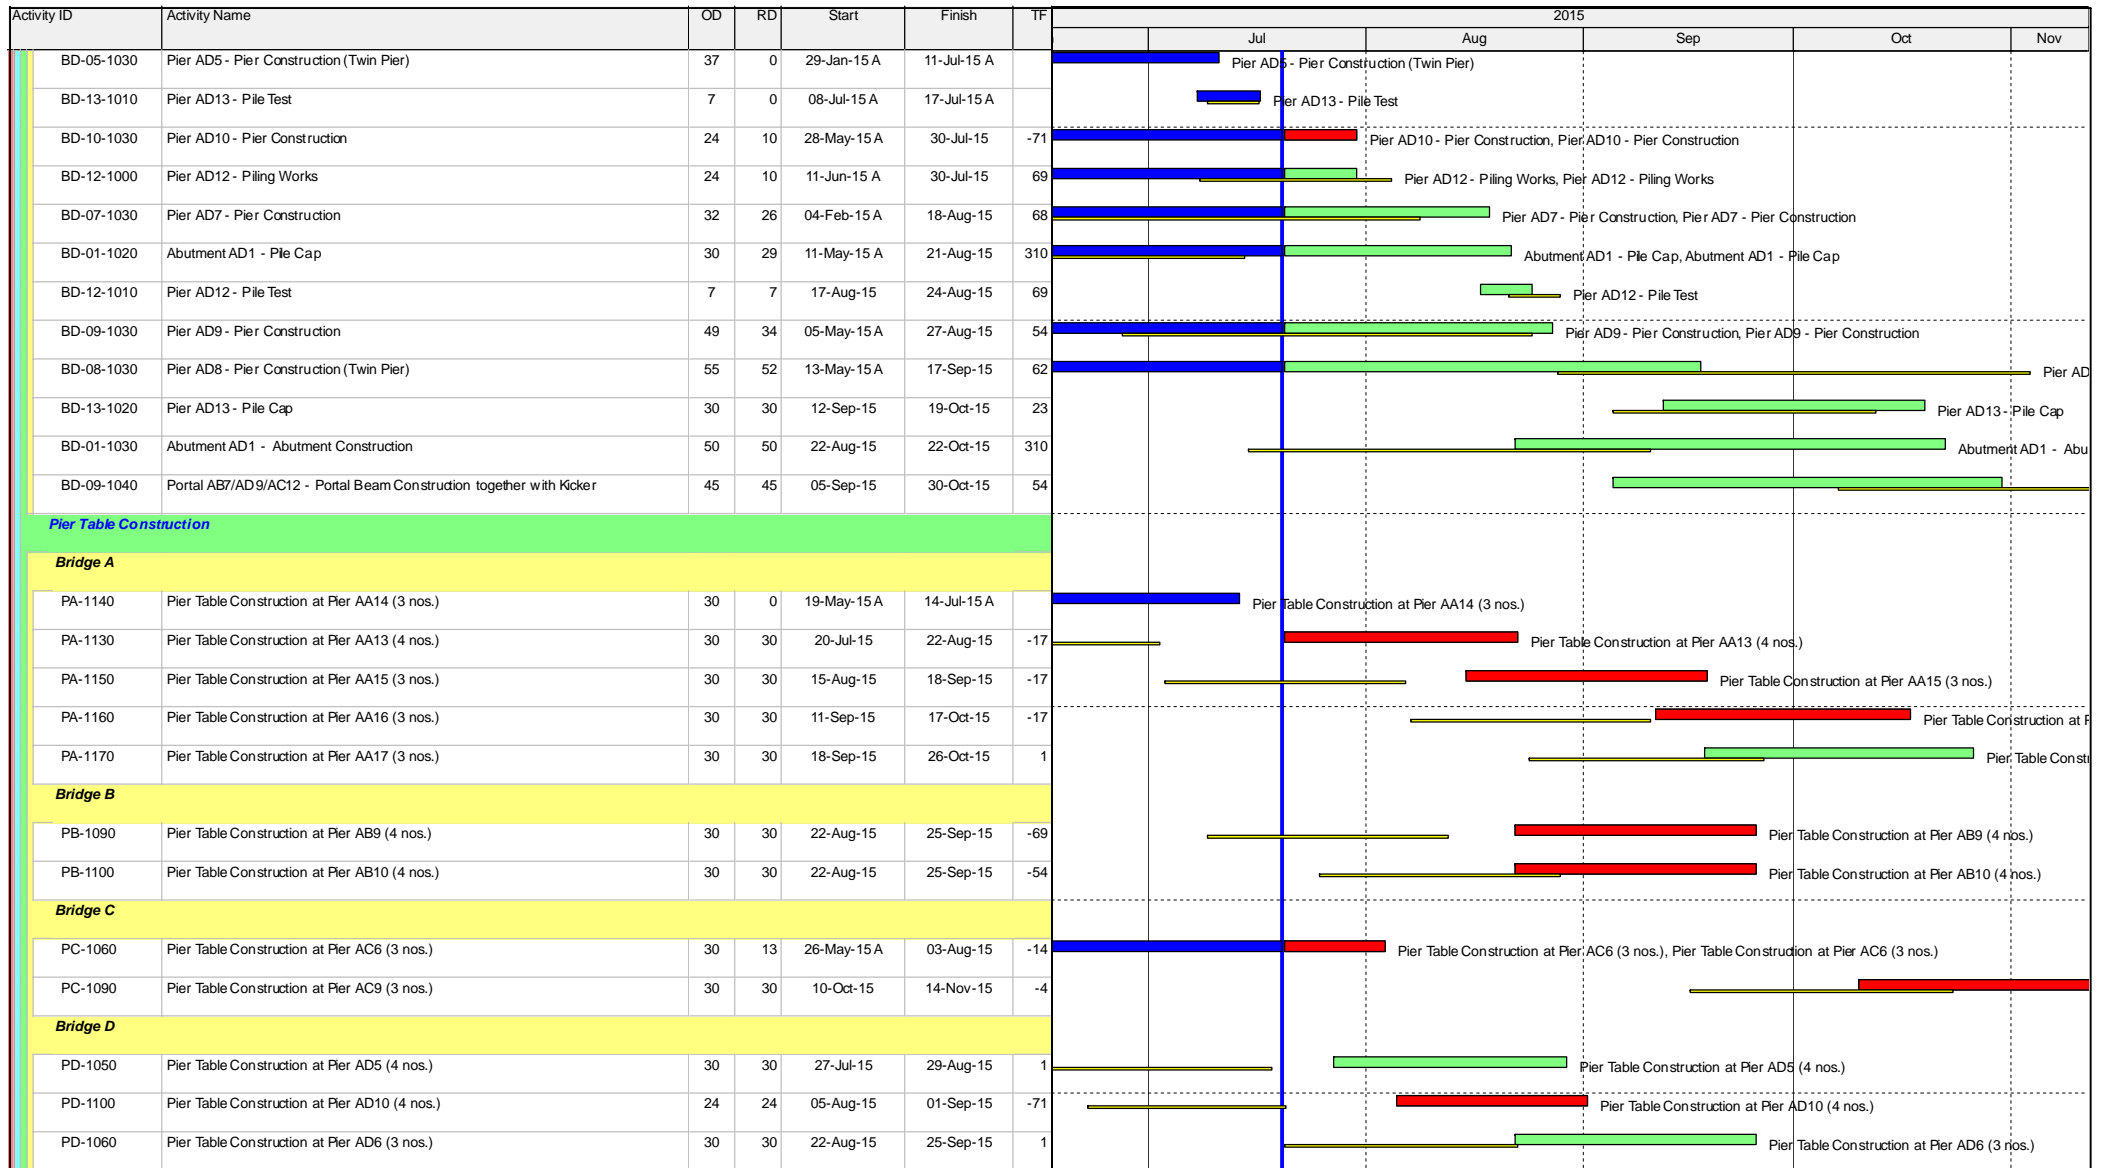 Activity ID Activity Name OD RD Start Finish TF 2015
Jul Aug Sep Oct Nov
BD-05-1030 Pier AD5 - Pier Construction (Twin Pier) 37 0 29-Jan-15 A 11-Jul-15 A Pier AD5 - Pier Construction (Twin Pier)
BD-13-1010 Pier AD13 - Pile Test 7 0 08-Jul-15 A 17-Jul-15 A Pier AD13 - Pile Test
BD-10-1030 Pier AD10 - Pier Construction 24 10 28-May-15 A 30-Jul-15 -71 Pier AD10 - Pier Construction, Pier AD10 - Pier Construction
BD-12-1000 Pier AD12 - Piling Works 24 10 11-Jun-15 A 30-Jul-15 69 Pier AD12 - Piling Works, Pier AD12 - Piling Works
BD-07-1030 Pier AD7 - Pier Construction 32 26 04-Feb-15 A 18-Aug-15 68 Pier AD7 - Pier Construction, Pier AD7 - Pier Construction
BD-01-1020 Abutment AD1 - Pile Cap 30 29 11-May-15 A 21-Aug-15 310 Abutment AD1 - Pile Cap, Abutment AD1 - Pile Cap
BD-12-1010 Pier AD12 - Pile Test 7 7 17-Aug-15 24-Aug-15 69 Pier AD12 - Pile Test
BD-09-1030 Pier AD9 - Pier Construction 49 34 05-May-15 A 27-Aug-15 54 Pier AD9 - Pier Construction, Pier AD9 - Pier Construction
BD-08-1030 Pier AD8 - Pier Construction (Twin Pier) 55 52 13-May-15 A 17-Sep-15 62 Pier AD
BD-13-1020 Pier AD13 - Pile Cap 30 30 12-Sep-15 19-Oct-15 23 Pier AD13 - Pile Cap
BD-01-1030 Abutment AD1 - Abutment Construction 50 50 22-Aug-15 22-Oct-15 310 Abutment AD1 - Abu
BD-09-1040 Portal AB7/AD9/AC12 - Portal Beam Construction together with Kicker 45 45 05-Sep-15 30-Oct-15 54
Pier Table Construction
Bridge A
PA-1140 Pier Table Construction at Pier AA14 (3 nos.) 30 0 19-May-15 A 14-Jul-15 A Pier Table Construction at Pier AA14 (3 nos.)
PA-1130 Pier Table Construction at Pier AA13 (4 nos.) 30 30 20-Jul-15 22-Aug-15 -17 Pier Table Construction at Pier AA13 (4 nos.)
PA-1150 Pier Table Construction at Pier AA15 (3 nos.) 30 30 15-Aug-15 18-Sep-15 -17 Pier Table Construction at Pier AA15 (3 nos.)
PA-1160 Pier Table Construction at Pier AA16 (3 nos.) 30 30 11-Sep-15 17-Oct-15 -17 Pier Table Construction at P
PA-1170 Pier Table Construction at Pier AA17 (3 nos.) 30 30 18-Sep-15 26-Oct-15 1 Pier Table Constr
Bridge B
PB-1090 Pier Table Construction at Pier AB9 (4 nos.) 30 30 22-Aug-15 25-Sep-15 -69 Pier Table Construction at Pier AB9 (4 nos.)
PB-1100 Pier Table Construction at Pier AB10 (4 nos.) 30 30 22-Aug-15 25-Sep-15 -54 Pier Table Construction at Pier AB10 (4 nos.)
Bridge C
PC-1060 Pier Table Construction at Pier AC6 (3 nos.) 30 13 26-May-15 A 03-Aug-15 -14 Pier Table Construction at Pier AC6 (3 nos.), Pier Table Construction at Pier AC6 (3 nos.)
PC-1090 Pier Table Construction at Pier AC9 (3 nos.) 30 30 10-Oct-15 14-Nov-15 -4
Bridge D
PD-1050 Pier Table Construction at Pier AD5 (4 nos.) 30 30 27-Jul-15 29-Aug-15 1 Pier Table Construction at Pier AD5 (4 nos.)
PD-1100 Pier Table Construction at Pier AD10 (4 nos.) 24 24 05-Aug-15 01-Sep-15 -71 Pier Table Construction at Pier AD10 (4 nos.)
PD-1060 Pier Table Construction at Pier AD6 (3 nos.) 30 30 22-Aug-15 25-Sep-15 1 Pier Table Construction at Pier AD6 (3 nos.)